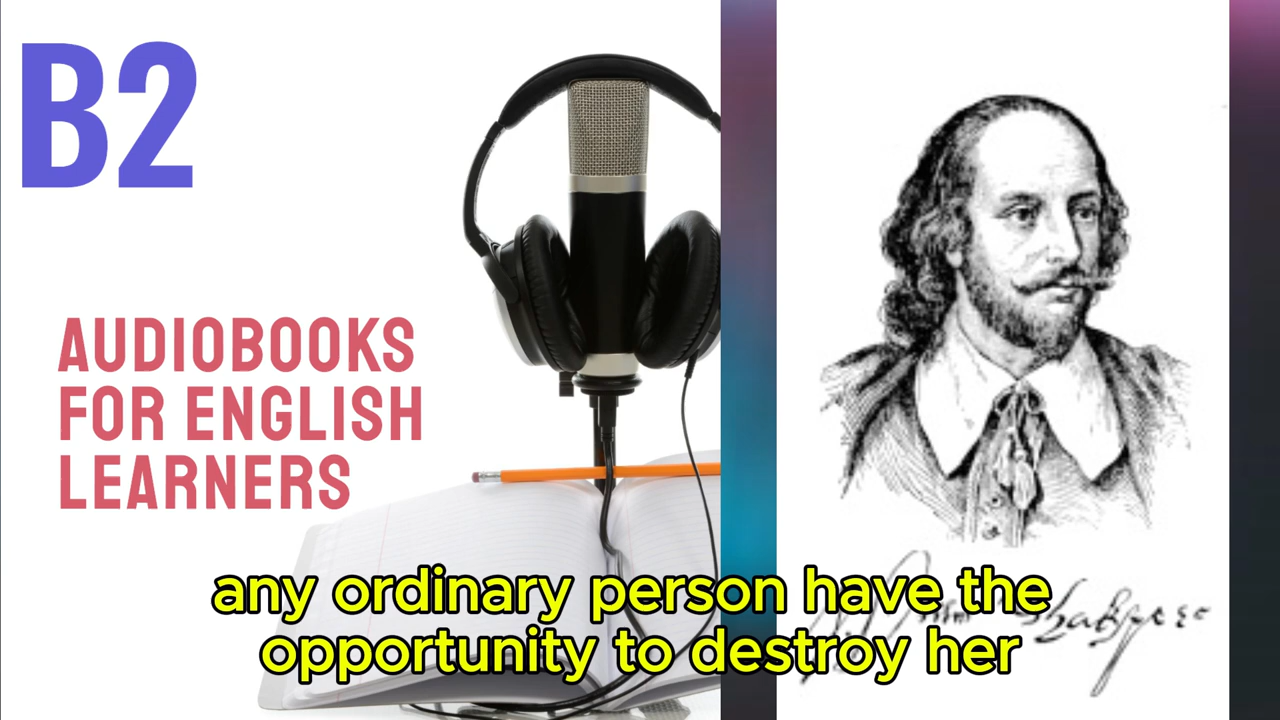 B2
AUDIOBOOKS
FOR ENGLISH
LEARNERS
any ordinary person have the
opportunity to destroy her